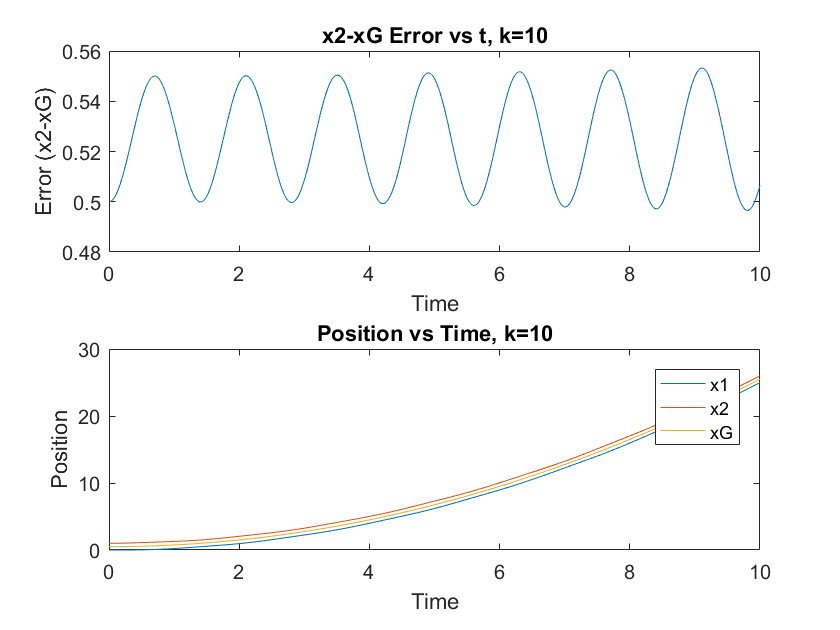 x2-xG Error vs t, k=10
0.56
0.54
0.52
0.5
0.48
Error (x2-xG)
0 2 4 6 8 10
Time
Position vs Time, k=10
30
20
10
0
Position
x1
x2
xG
0 2 4 6 8 10
Time